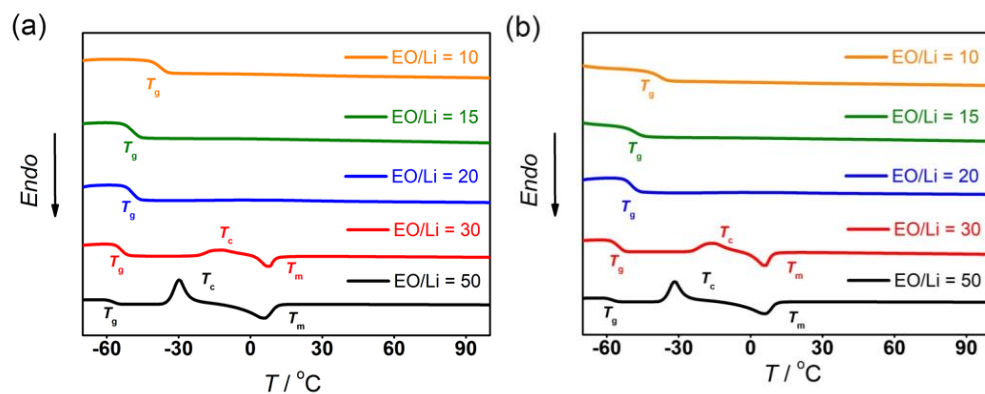 (a)
EO/Li = 10
Tg
EO/Li = 15
Tg
EO/Li = 20
Tg
EO/Li = 30
Tc
Tg
Tm
EO/Li = 50
Tc
Tg
Tm
Endo
-60 -30 0 30 60 90
T / °C
(b)
EO/Li = 10
Tg
EO/Li = 15
Tg
EO/Li = 20
Tg
EO/Li = 30
Tc
Tg
Tm
EO/Li = 50
Tc
Tg
Tm
Endo
-60 -30 0 30 60 90
T / °C